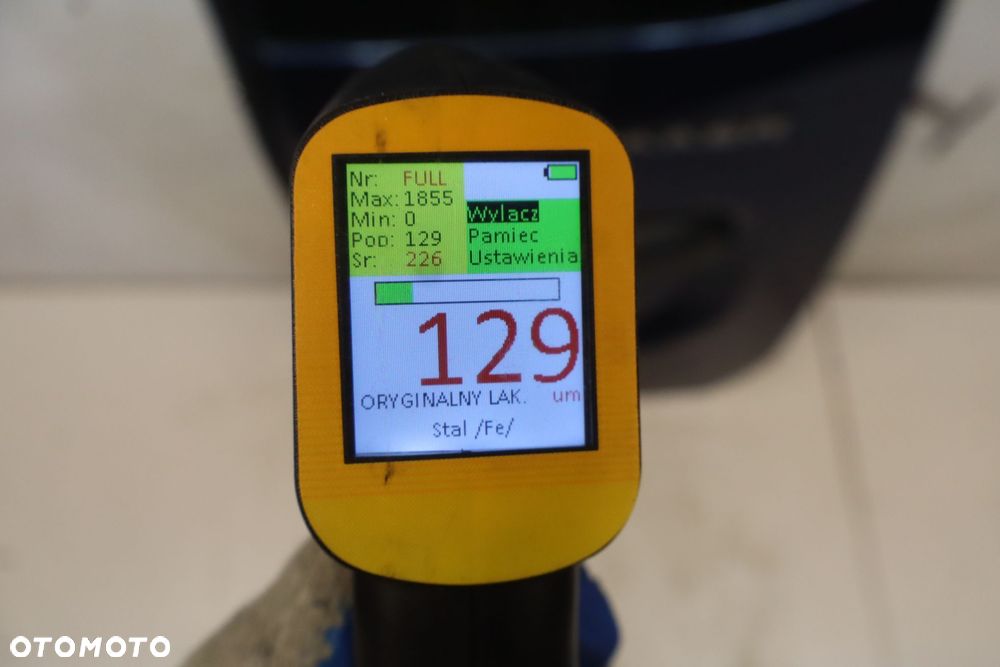 Nr: FULL
Max: 1855
Min: 0
Pop: 129
Sr: 226
Wylacz
Pamiec
Ustawienia
129
ORYGINALNY LAK. um
Stal /Fe/
OTOMOTO